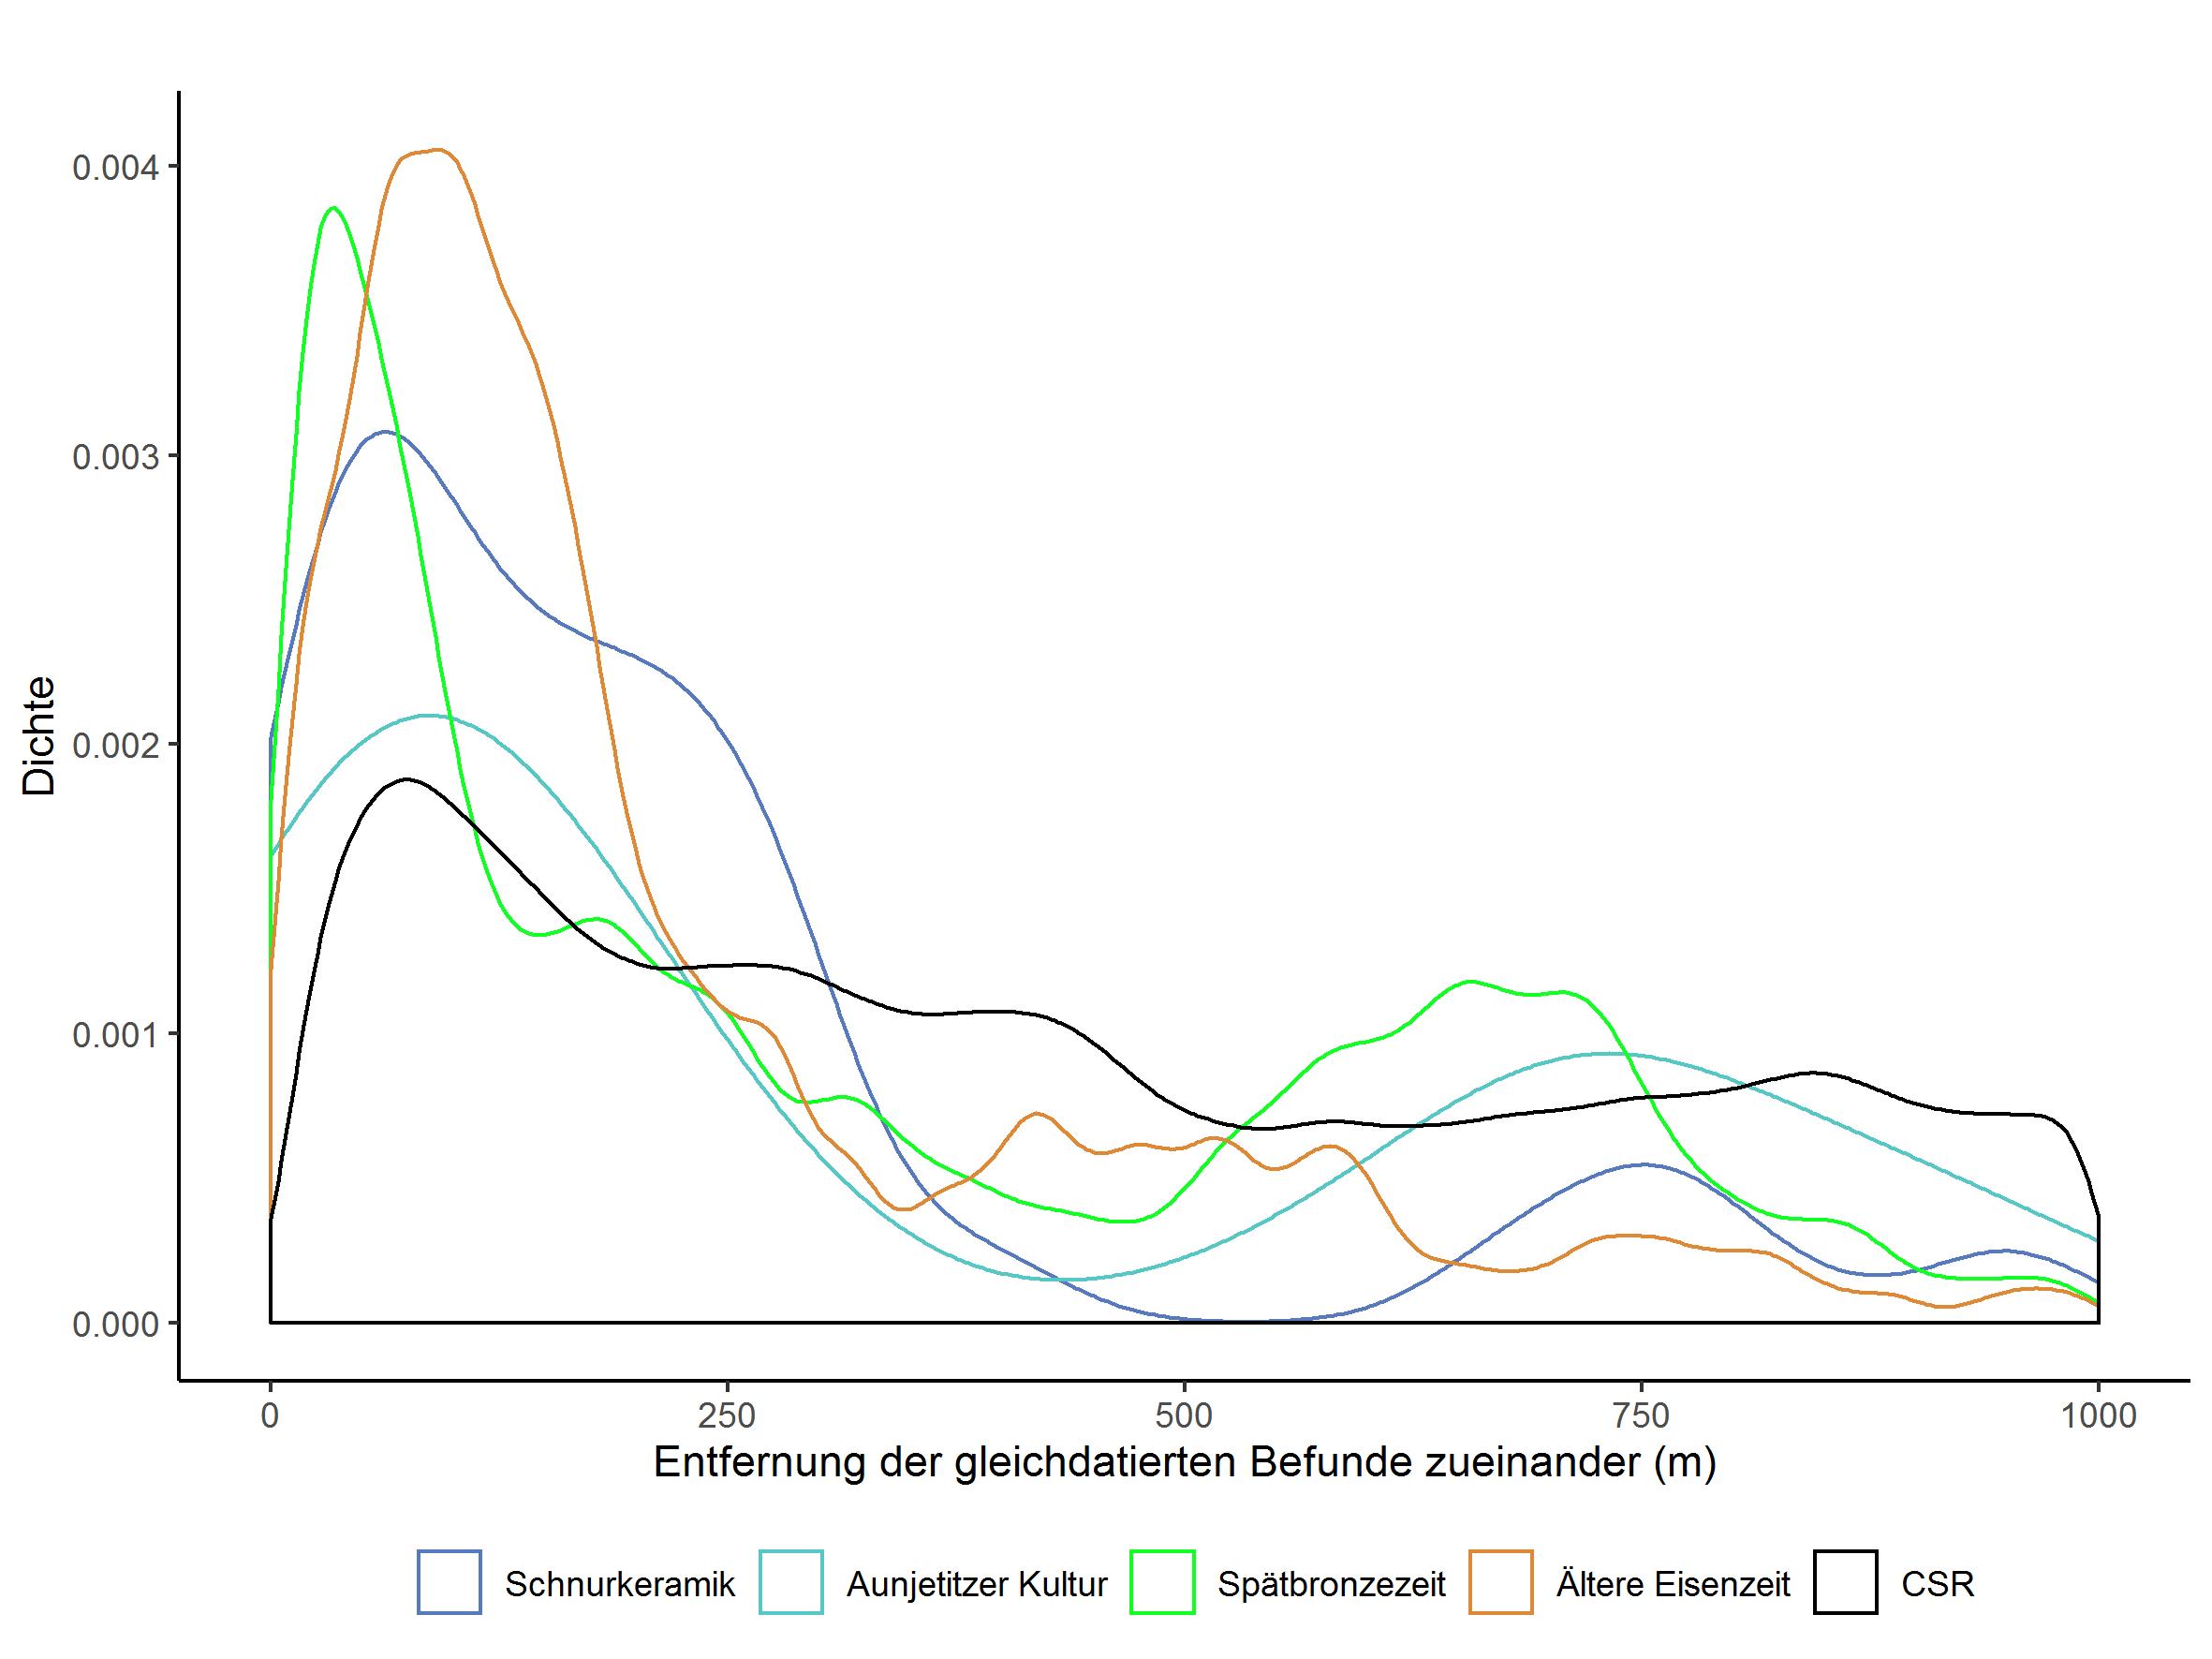 Dichte
0.004
0.003
0.002
0.001
0.000
0 250 500 750 1000
Entfernung der gleichdatierten Befunde zueinander (m)
Schnurkeramik Aunjetitzer Kultur Spätbronzezeit Ältere Eisenzeit CSR